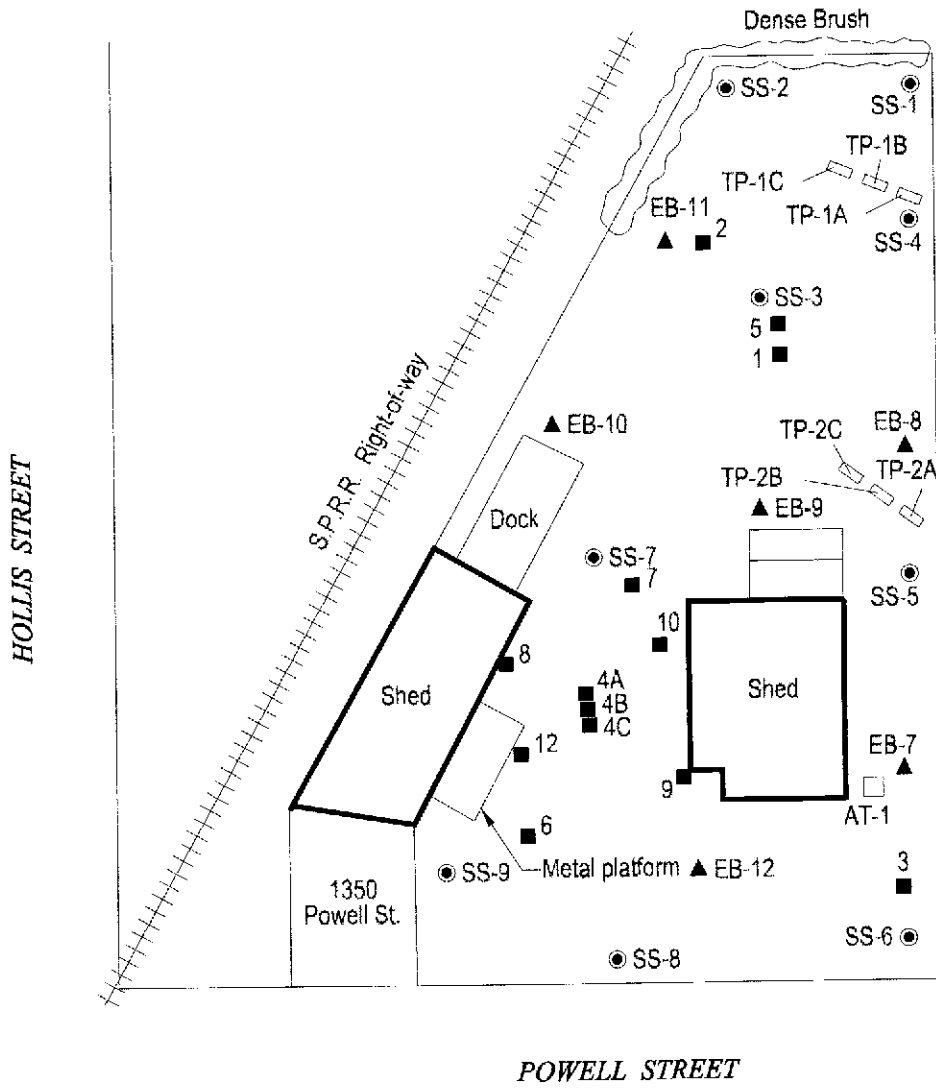 Dense Brush
SS-2
SS-1
TP-1B
TP-1C
TP-1A
EB-11
2
SS-4
SS-3
5
1
S.P.R.R. Right-of-way
EB-10
EB-8
TP-2C
TP-2A
TP-2B
EB-9
Dock
HOLLIS STREET
SS-7
7
SS-5
10
8
Shed
4A
4B
4C
Shed
12
EB-7
9
AT-1
6
Metal platform
EB-12
SS-9
3
1350
Powell St.
SS-6
SS-8
POWELL STREET